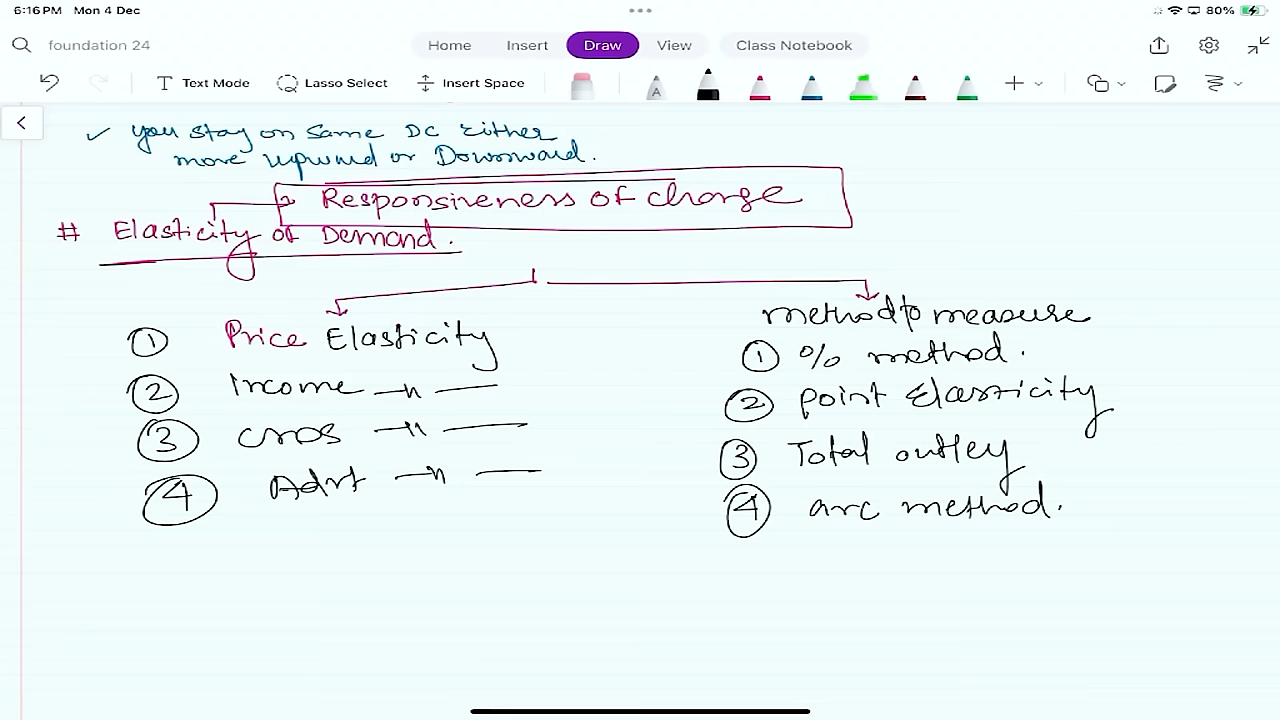 6:16 PM Mon 4 Dec
80%
foundation 24
Home Insert Draw View Class Notebook
Text Mode Lasso Select Insert Space
✓ You stay on same DC either
more upwund or Downward.
→ Responsiveness of change
# Elasticity of Demand.
① Price Elasticity
② Income —"—
③ cros —"—
④ Advt —"—
method to measure
① % method.
② point Elasticity
③ Total outley
④ arc method.